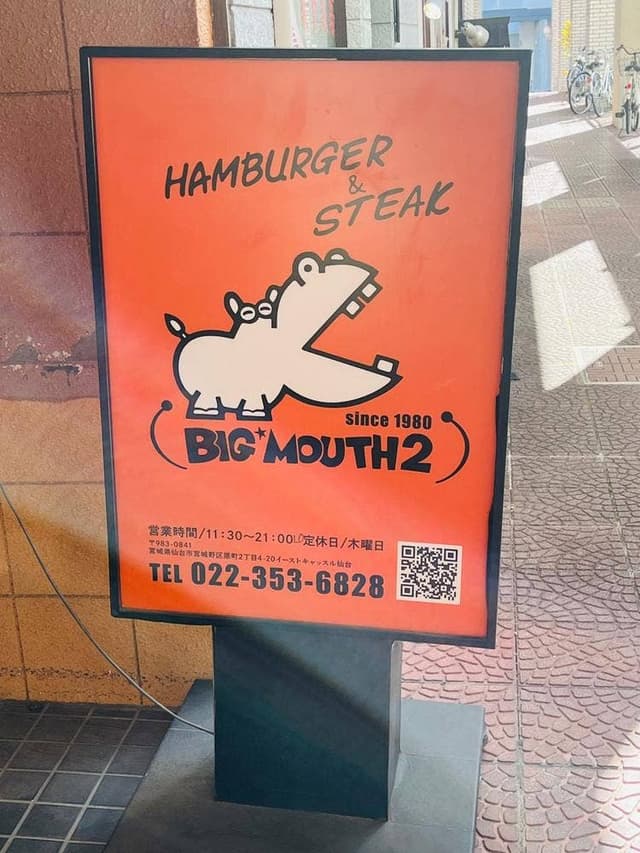 HAMBURGER
&
STEAK
since 1980
BIG★MOUTH2
営業時間/11:30～21:00 定休日/木曜日
〒983-0841
宮城県仙台市宮城野区原町2丁目4-20イーストキャッスル仙台
TEL 022-353-6828